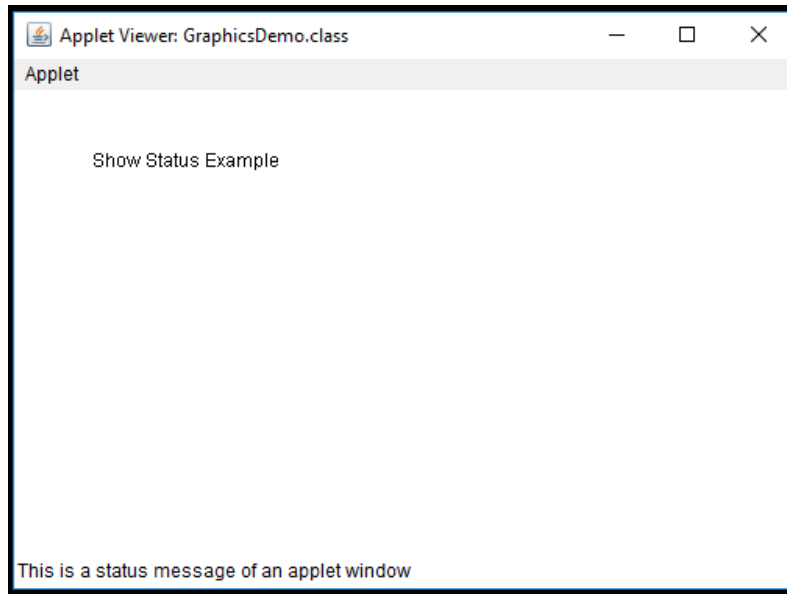 Applet Viewer: GraphicsDemo.class
Applet
Show Status Example
This is a status message of an applet window